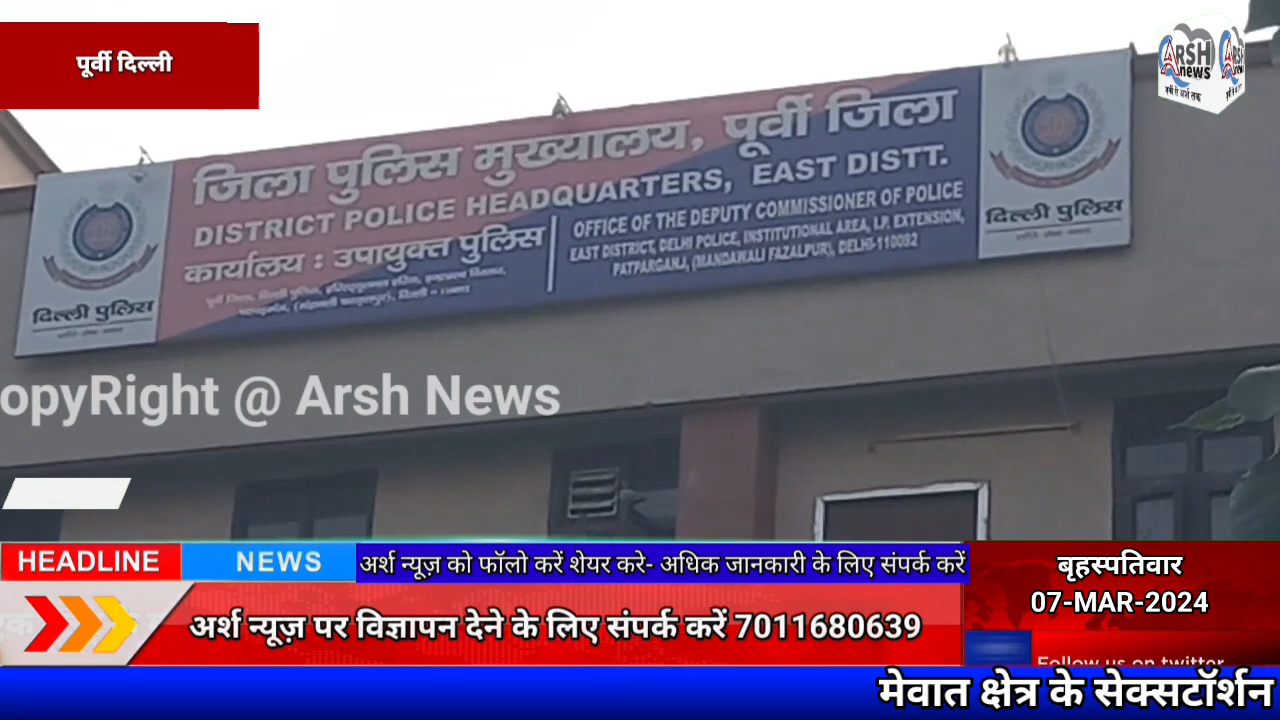 पूर्वी दिल्ली
ARSH
news
जिला पुलिस मुख्यालय, पूर्वी जिला
DISTRICT POLICE HEADQUARTERS, EAST DISTT.
कार्यालय : उपायुक्त पुलिस
OFFICE OF THE DEPUTY COMMISSIONER OF POLICE
EAST DISTRICT, DELHI POLICE, INSTITUTIONAL AREA, I.P. EXTENSION,
PATPARGANJ, (MANDAWALI FAZALPUR), DELHI-110092
दिल्ली पुलिस
दिल्ली पुलिस
opyRight @ Arsh News
HEADLINE NEWS
अर्श न्यूज़ को फॉलो करें शेयर करे- अधिक जानकारी के लिए संपर्क करें
बृहस्पतिवार
07-MAR-2024
अर्श न्यूज़ पर विज्ञापन देने के लिए संपर्क करें 7011680639
Follow us on twitter
मेवात क्षेत्र के सेक्सटॉर्शन